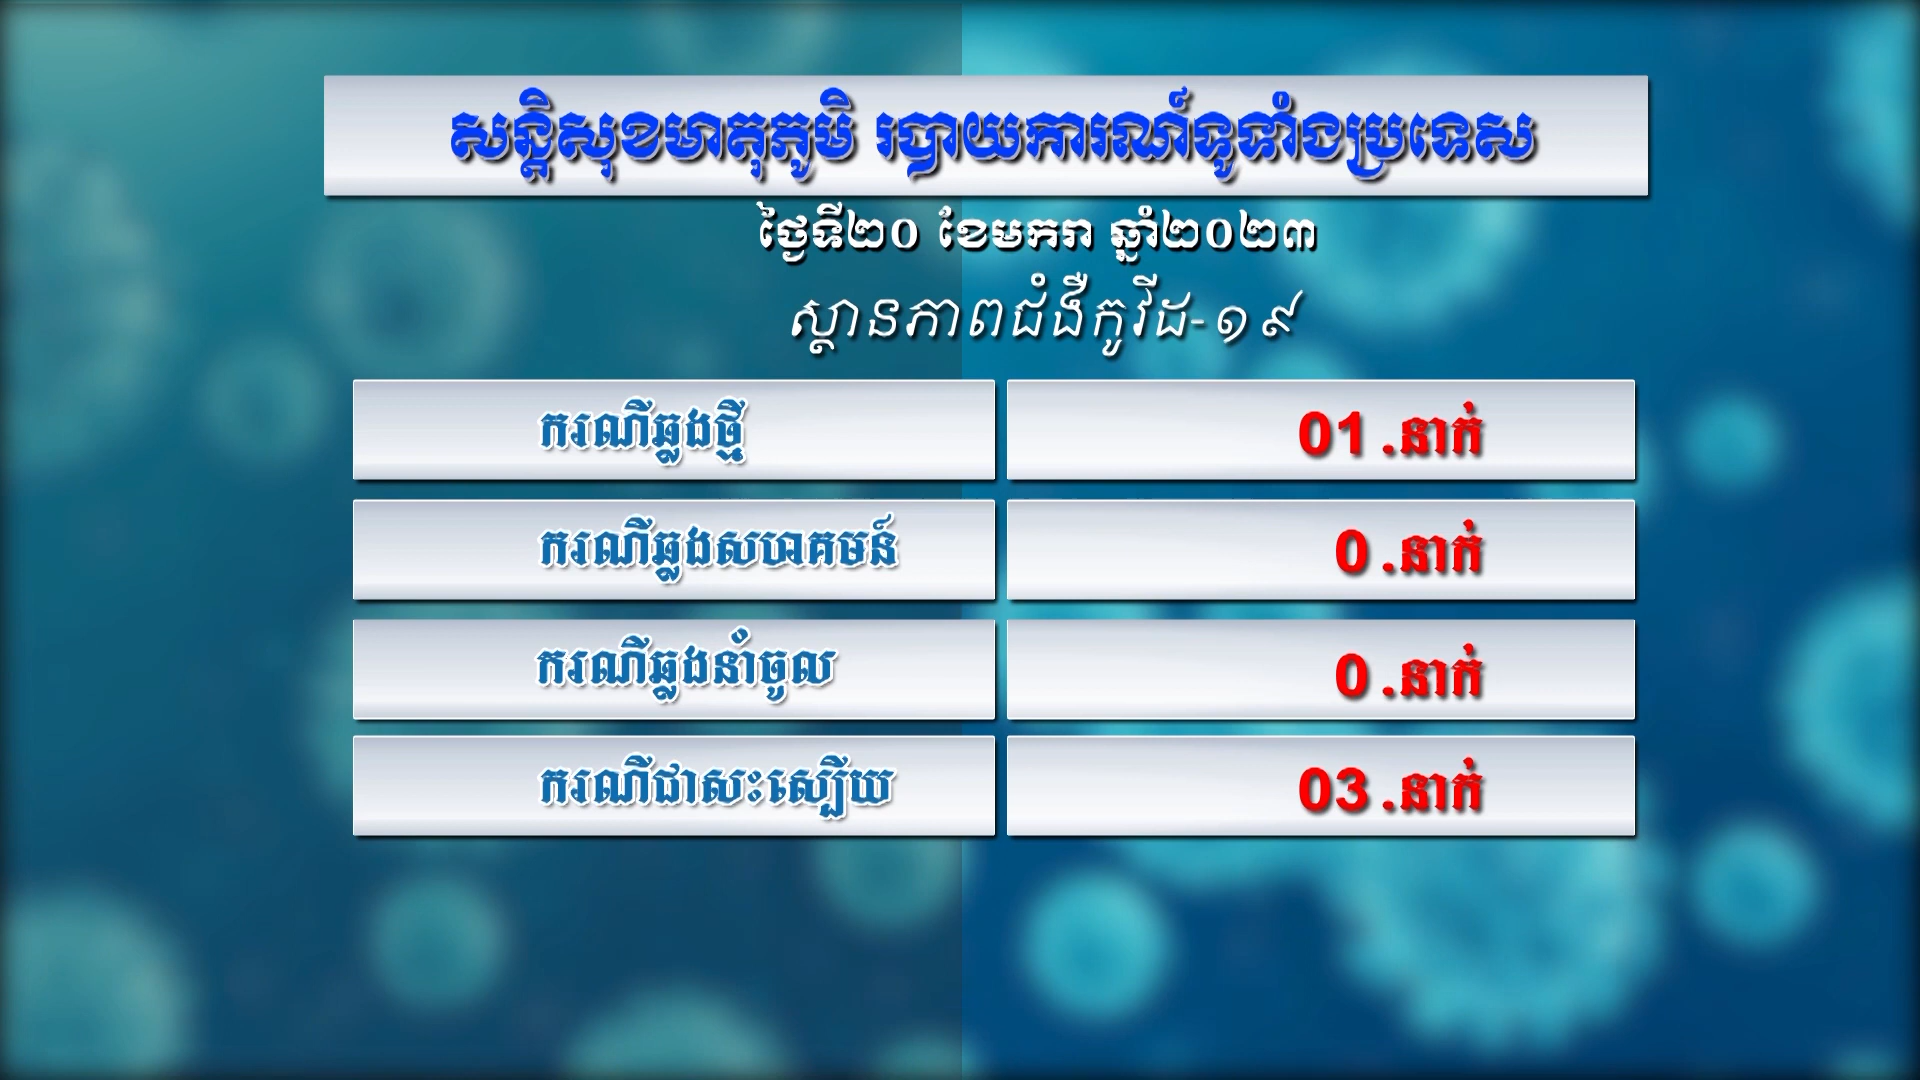 សន្តិសុខមាតុភូមិ របាយការណ៍ទូទាំងប្រទេស
ថ្ងៃទី២០ ខែមករា ឆ្នាំ២០២៣
ស្ថានភាពជំងឺកូវីដ-១៩
ករណីឆ្លងថ្មី 01 .នាក់
ករណីឆ្លងសហគមន៍ 0 .នាក់
ករណីឆ្លងនាំចូល 0 .នាក់
ករណីជាសះស្បើយ 03 .នាក់